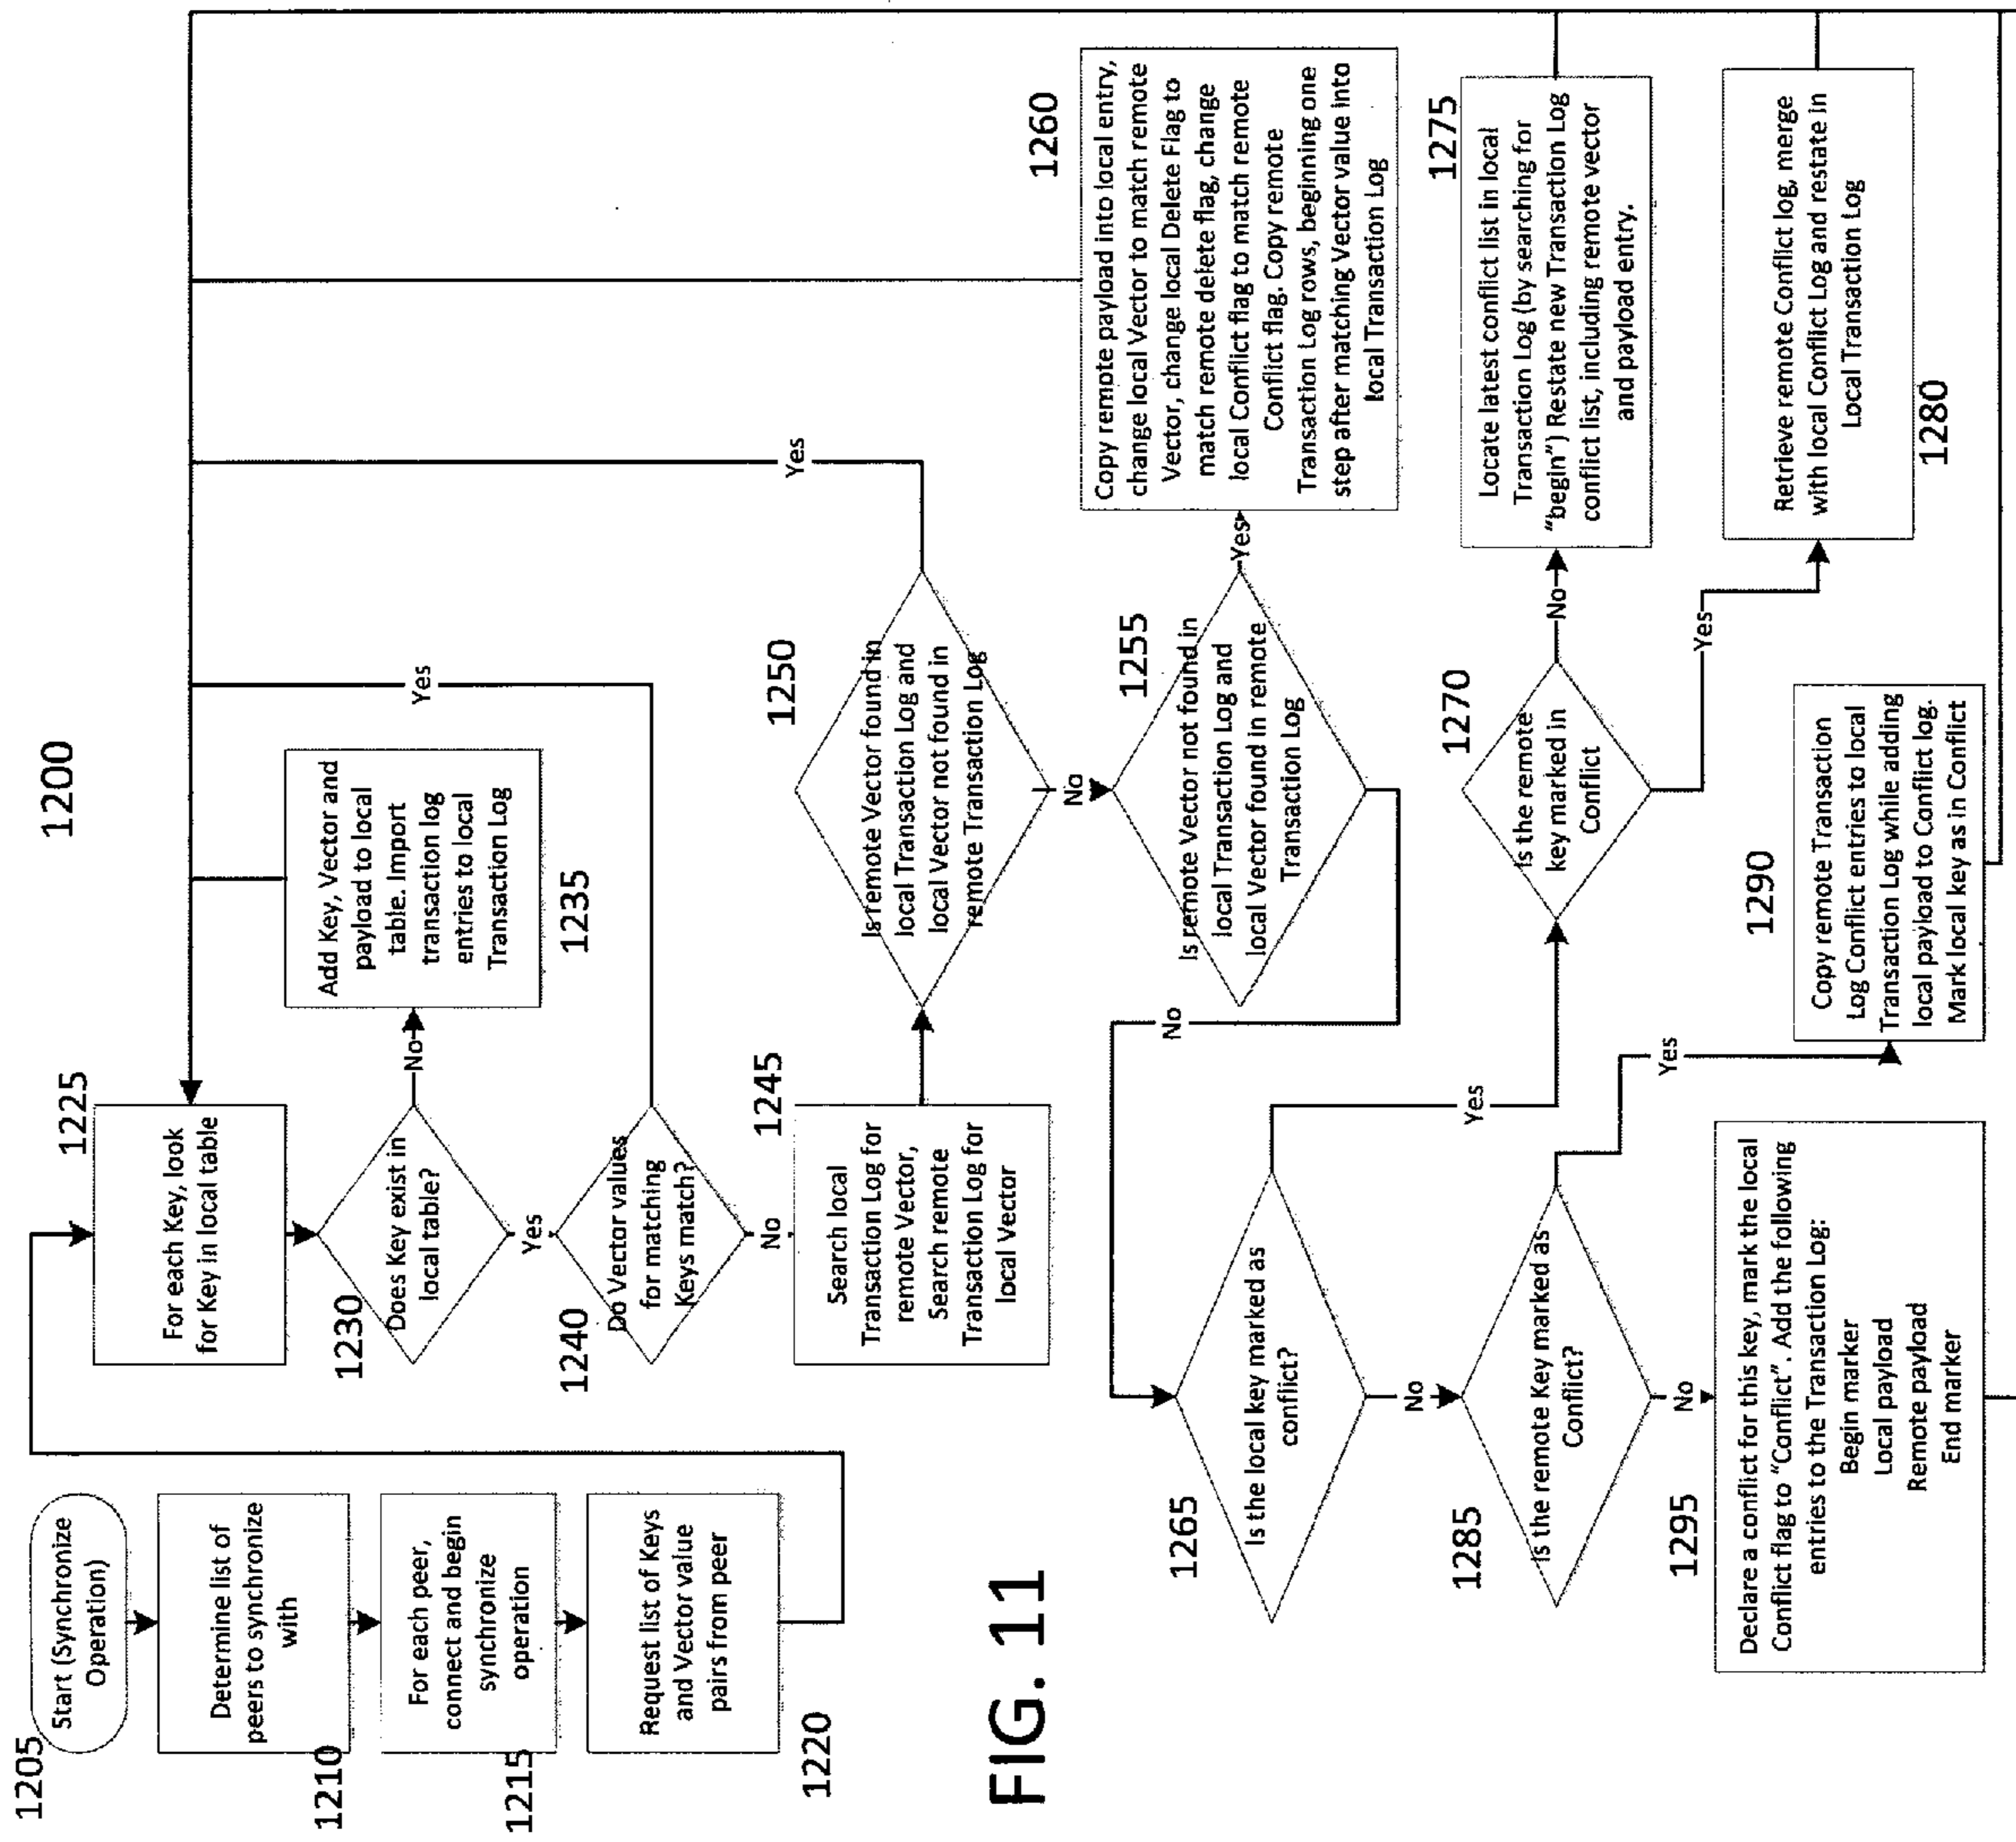 1200
1205
Start (Synchronize
Operation)
1210
Determine list of
peers to synchronize
with
1215
For each peer,
connect and begin
synchronize
operation
1220
Request list of Keys
and Vector value
pairs from peer
1225
For each Key, look
for Key in local table
1230
Does Key exist in
local table?
No
Yes
1235
Add Key, Vector and
payload to local
table. Import
transaction log
entries to local
Transaction Log
1240
Do Vector values
for matching
Keys match?
Yes
No
1245
Search local
Transaction Log for
remote Vector,
Search remote
Transaction Log for
local Vector
1250
Is remote Vector found in
local Transaction Log and
local Vector not found in
remote Transaction Log
Yes
No
1255
Is remote Vector not found in
local Transaction Log and
local Vector found in remote
Transaction Log
Yes
No
1260
Copy remote payload into local entry,
change local Vector to match remote
Vector, change local Delete Flag to
match remote delete flag, change
local Conflict flag to match remote
Conflict flag. Copy remote
Transaction Log rows, beginning one
step after matching Vector value into
local Transaction Log
1265
Is the local key marked as
conflict?
Yes
No
1270
Is the remote
key marked in
Conflict
No
Yes
1275
Locate latest conflict list in local
Transaction Log (by searching for
"begin") Restate new Transaction Log
conflict list, including remote vector
and payload entry.
1280
Retrieve remote Conflict log, merge
with local Conflict Log and restate in
Local Transaction Log
1285
Is the remote Key marked as
Conflict?
Yes
No
1290
Copy remote Transaction
Log Conflict entries to local
Transaction Log while adding
local payload to Conflict log.
Mark local key as in Conflict
1295
Declare a conflict for this key, mark the local
Conflict flag to "Conflict". Add the following
entries to the Transaction Log:
Begin marker
Local payload
Remote payload
End marker
FIG. 11